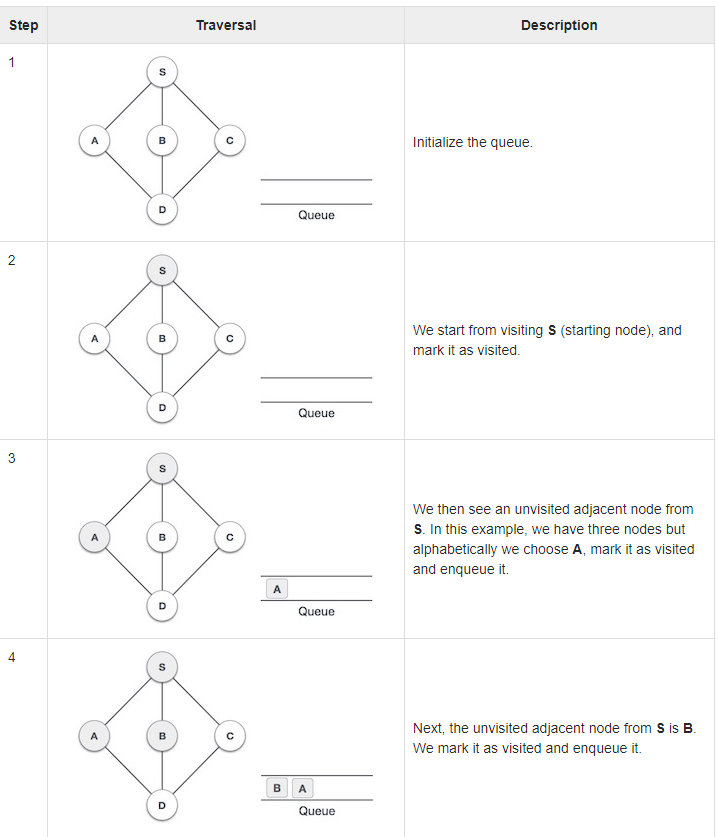 Step Traversal Description
1
S
A B C
D
Queue
Initialize the queue.
2
S
A B C
D
Queue
We start from visiting S (starting node), and
mark it as visited.
3
S
A B C
D
A
Queue
We then see an unvisited adjacent node from
S. In this example, we have three nodes but
alphabetically we choose A, mark it as visited
and enqueue it.
4
S
A B C
D
B A
Queue
Next, the unvisited adjacent node from S is B.
We mark it as visited and enqueue it.